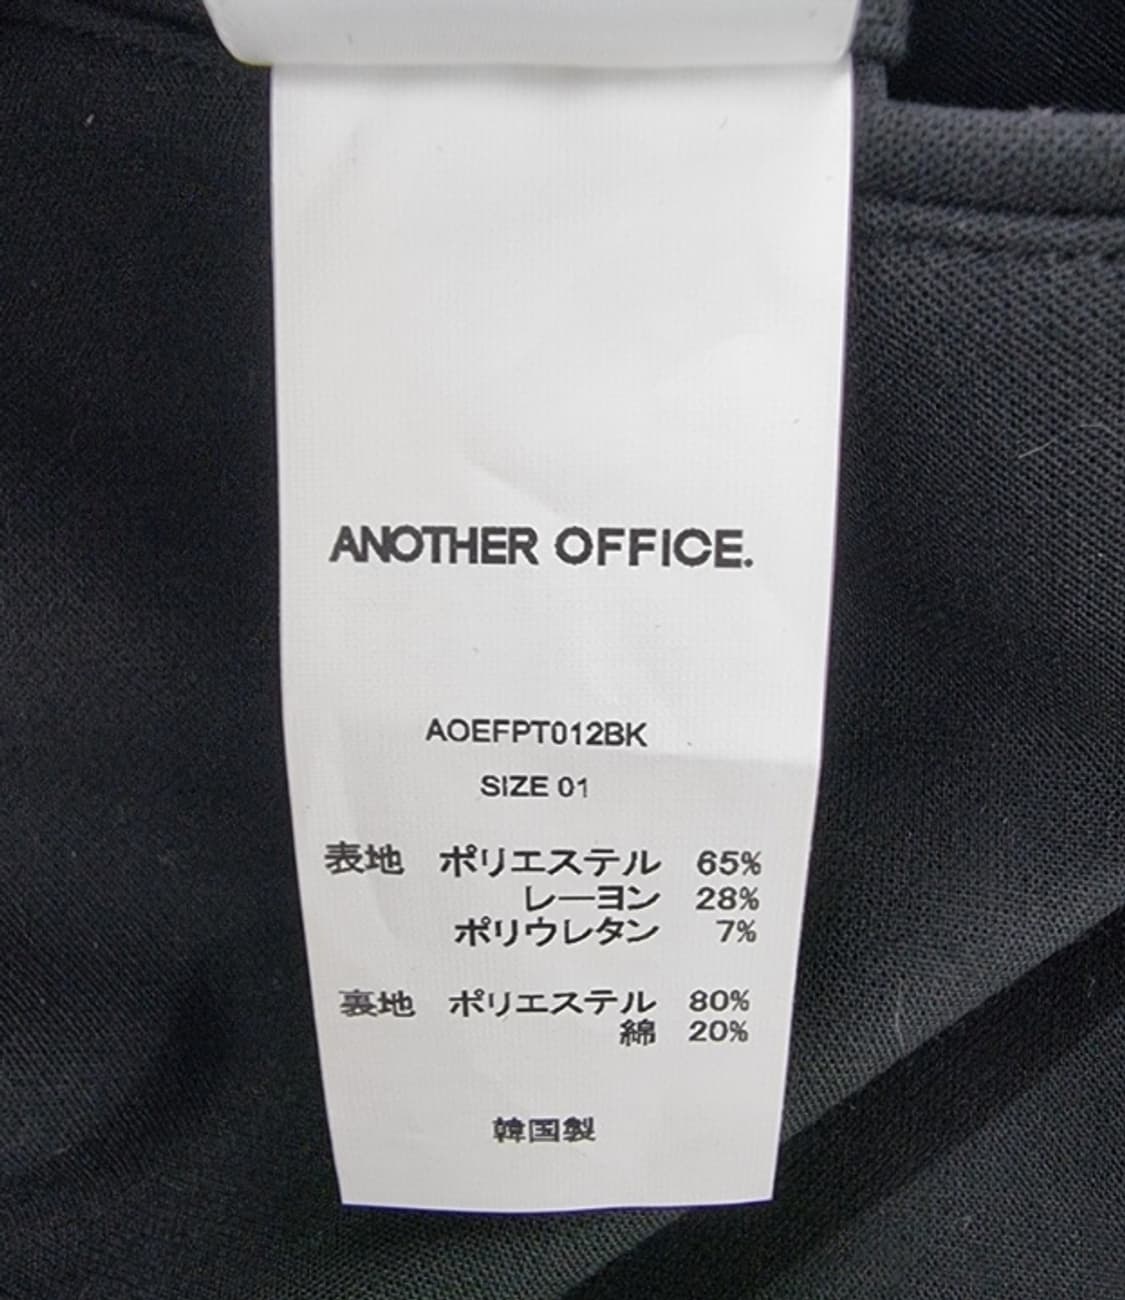 ANOTHER OFFICE.
AOEFPT012BK
SIZE 01
表地 ポリエステル 65%
レーヨン 28%
ポリウレタン 7%
裏地 ポリエステル 80%
綿 20%
韓国製